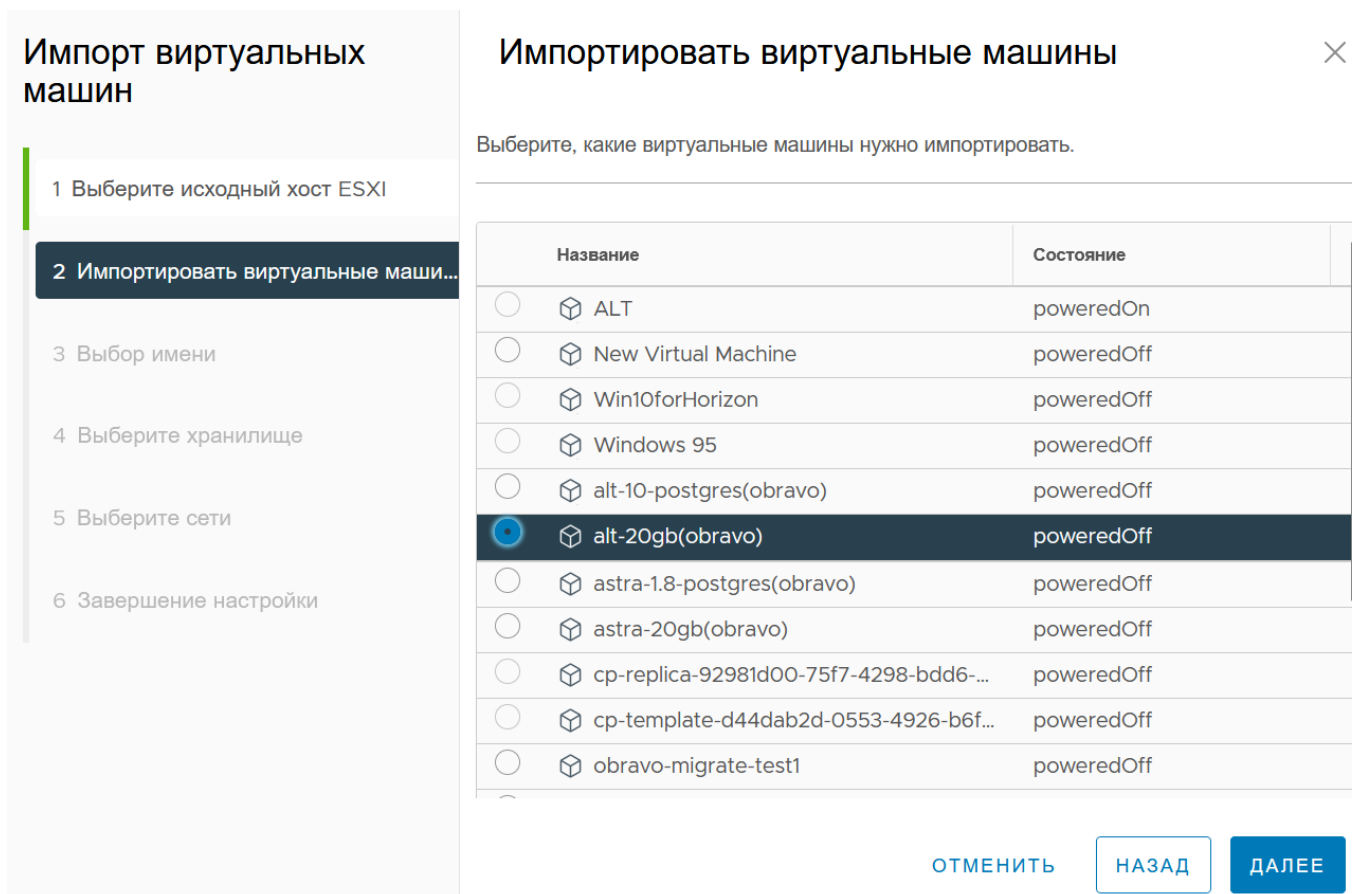 Импорт виртуальных
машин
1 Выберите исходный хост ESXI
2 Импортировать виртуальные маши...
3 Выбор имени
4 Выберите хранилище
5 Выберите сети
6 Завершение настройки
Импортировать виртуальные машины
Выберите, какие виртуальные машины нужно импортировать.
Название Состояние
ALT poweredOn
New Virtual Machine poweredOff
Win10forHorizon poweredOff
Windows 95 poweredOff
alt-10-postgres(obravo) poweredOff
alt-20gb(obravo) poweredOff
astra-1.8-postgres(obravo) poweredOff
astra-20gb(obravo) poweredOff
cp-replica-92981d00-75f7-4298-bdd6-... poweredOff
cp-template-d44dab2d-0553-4926-b6f... poweredOff
obravo-migrate-test1 poweredOff
ОТМЕНИТЬ НАЗАД ДАЛЕЕ